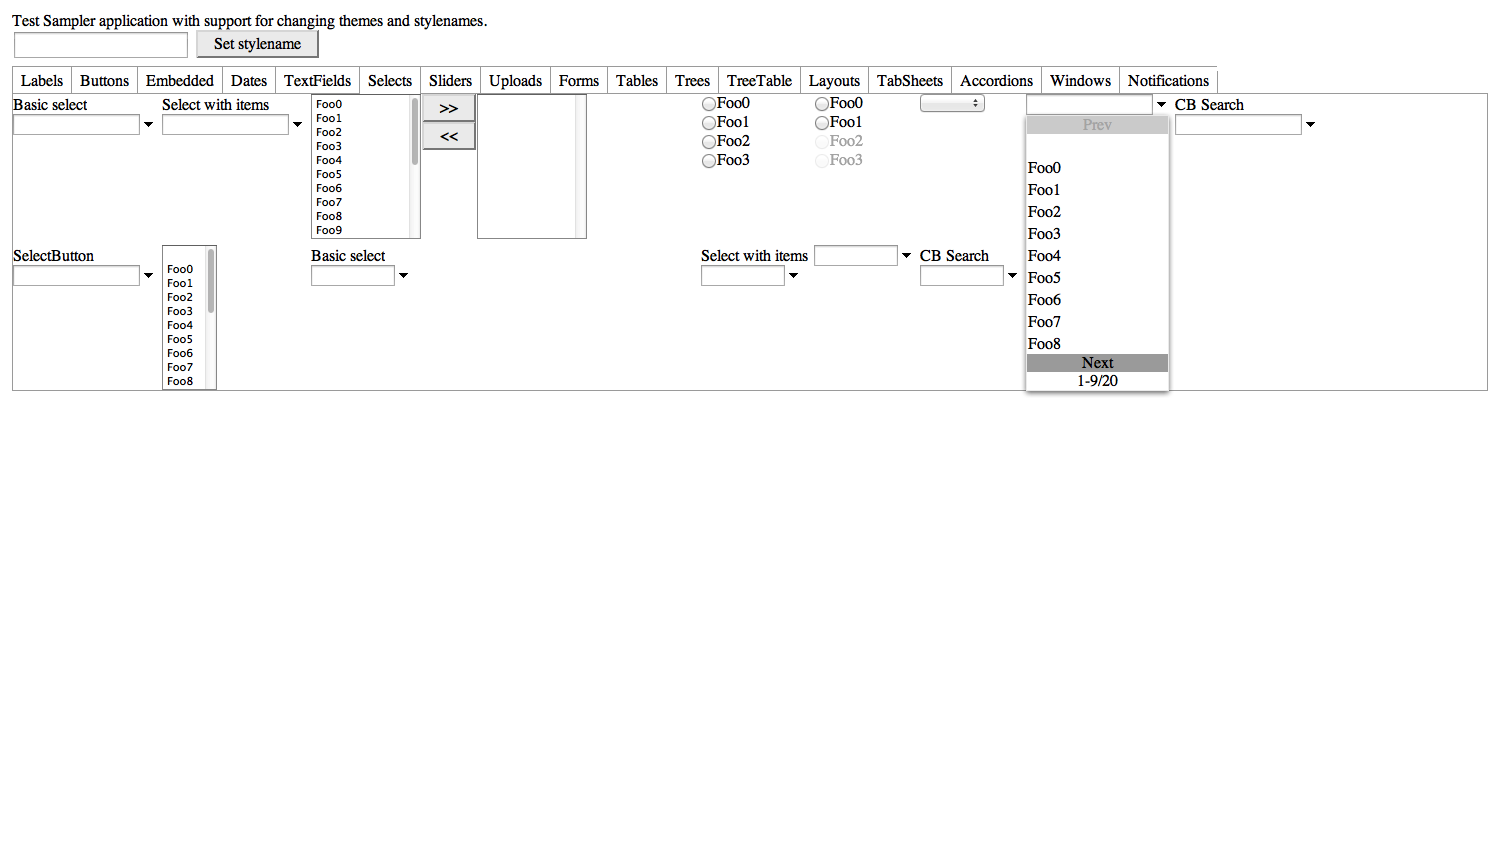 Test Sampler application with support for changing themes and stylenames.
Set stylename
Labels Buttons Embedded Dates TextFields Selects Sliders Uploads Forms Tables Trees TreeTable Layouts TabSheets Accordions Windows Notifications
Basic select
Select with items
Foo0
Foo1
Foo2
Foo3
Foo4
Foo5
Foo6
Foo7
Foo8
Foo9
>>
<<
Foo0
Foo1
Foo2
Foo3
Foo0
Foo1
Foo2
Foo3
Prev
Foo0
Foo1
Foo2
Foo3
Foo4
Foo5
Foo6
Foo7
Foo8
Next
1-9/20
CB Search
SelectButton
Foo0
Foo1
Foo2
Foo3
Foo4
Foo5
Foo6
Foo7
Foo8
Basic select
Select with items
CB Search